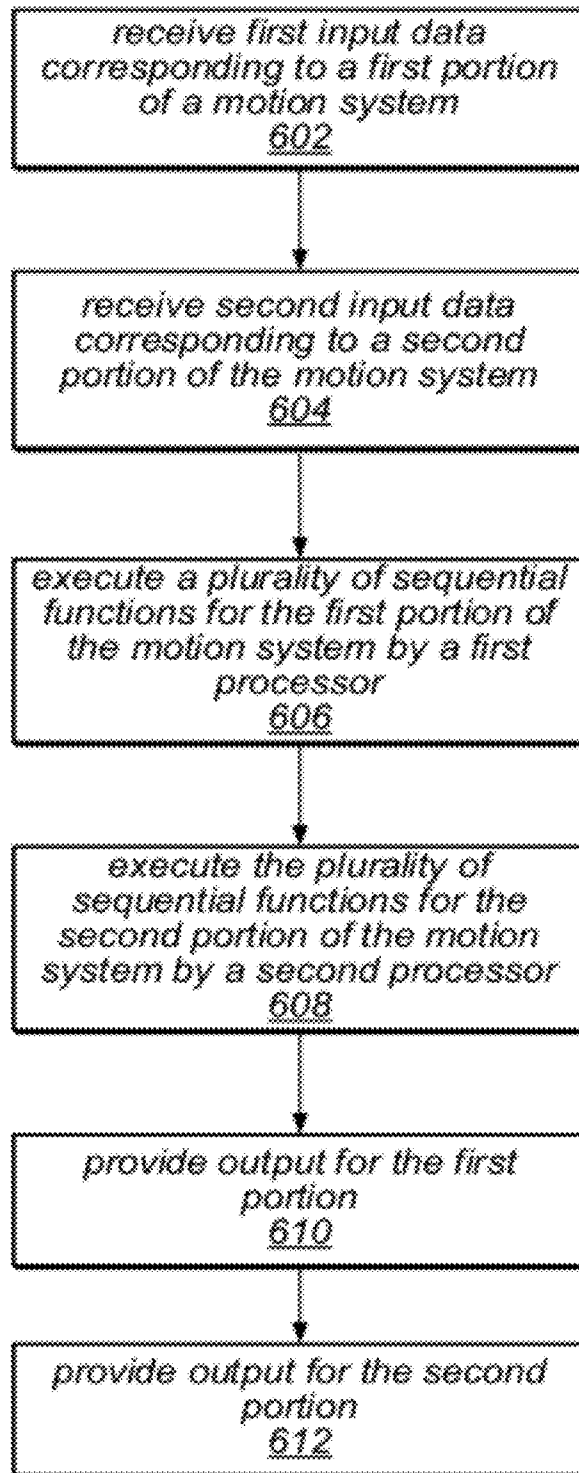 receive first input data
corresponding to a first portion
of a motion system
602
receive second input data
corresponding to a second
portion of the motion system
604
execute a plurality of sequential
functions for the first portion of
the motion system by a first
processor
606
execute the plurality of
sequential functions for the
second portion of the motion
system by a second processor
608
provide output for the first
portion
610
provide output for the second
portion
612